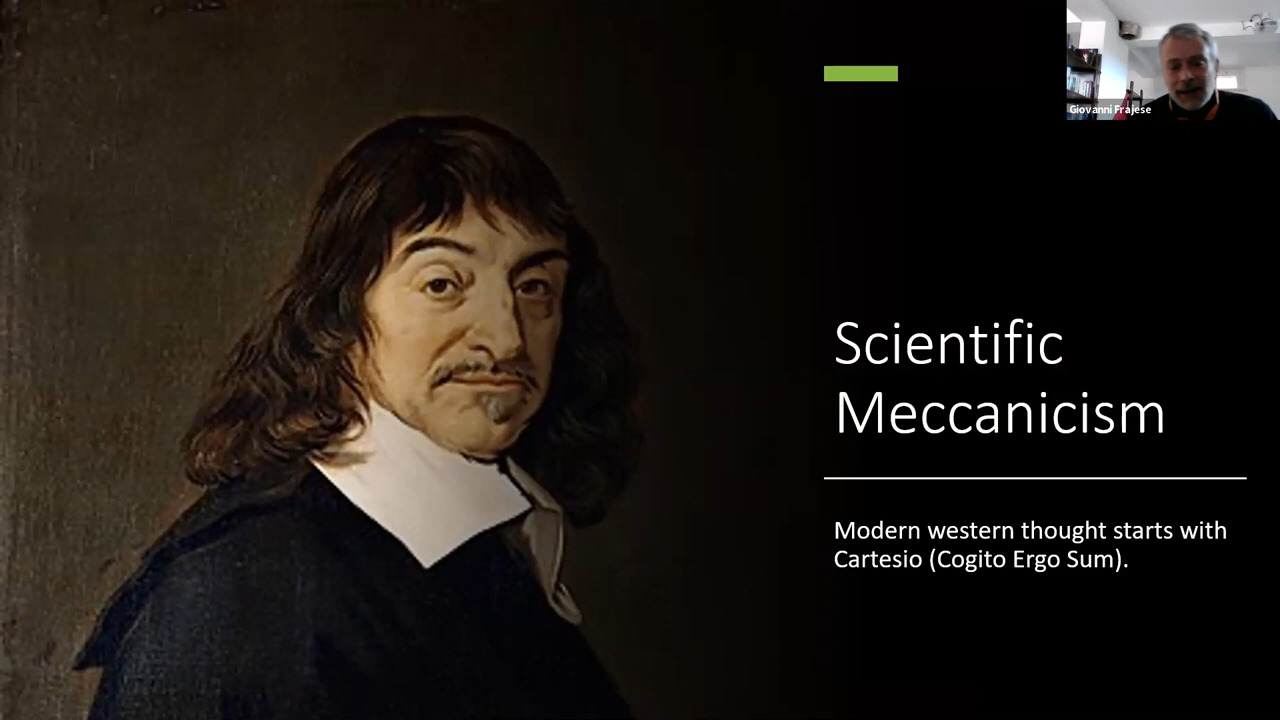 Giovanni Frajese
Scientific
Meccanicism
Modern western thought starts with
Cartesio (Cogito Ergo Sum).